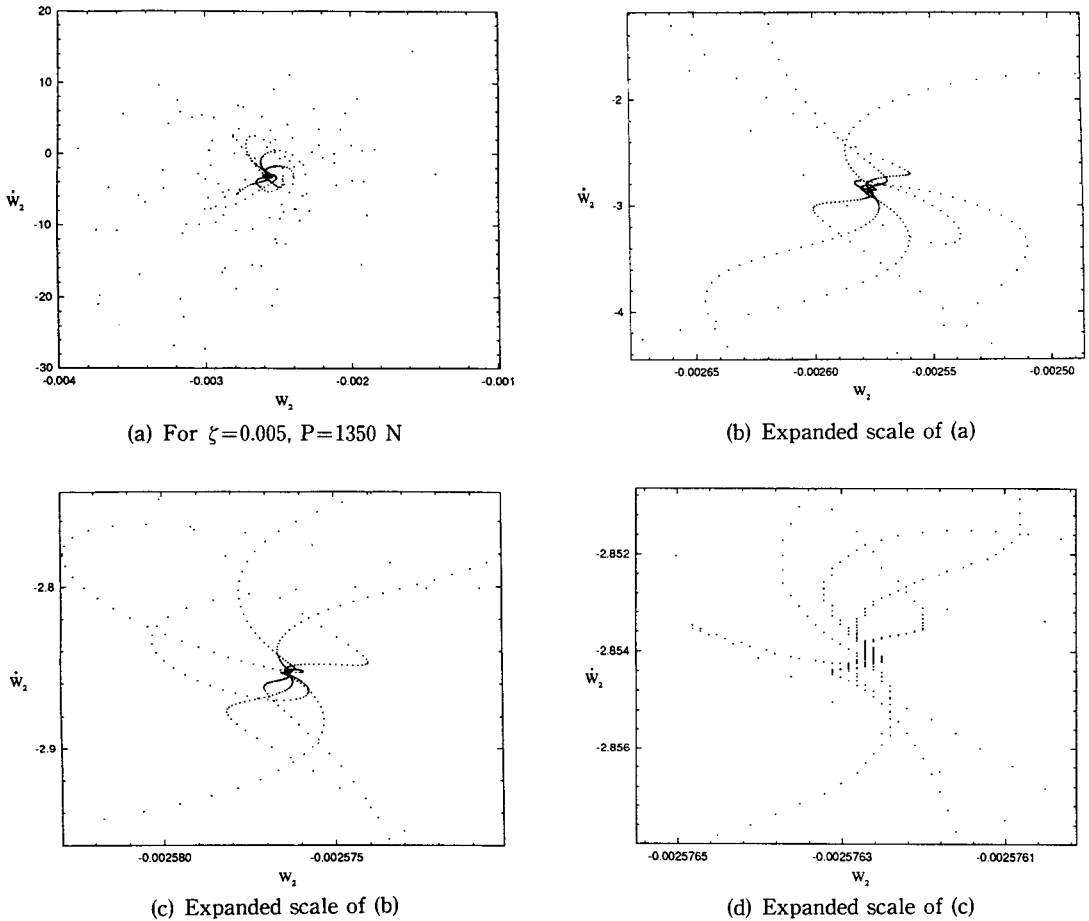 20
10
0
-10
-20
-30
Ẇ₂
-0.004 -0.003 -0.002 -0.001
W₂
(a) For ζ=0.005, P=1350 N
-2
-3
-4
Ẇ₂
-0.00265 -0.00260 -0.00255 -0.00250
W₂
(b) Expanded scale of (a)
-2.8
-2.9
Ẇ₂
-0.002580 -0.002575
W₂
(c) Expanded scale of (b)
-2.852
-2.854
-2.856
Ẇ₂
-0.0025765 -0.0025763 -0.0025761
W₂
(d) Expanded scale of (c)